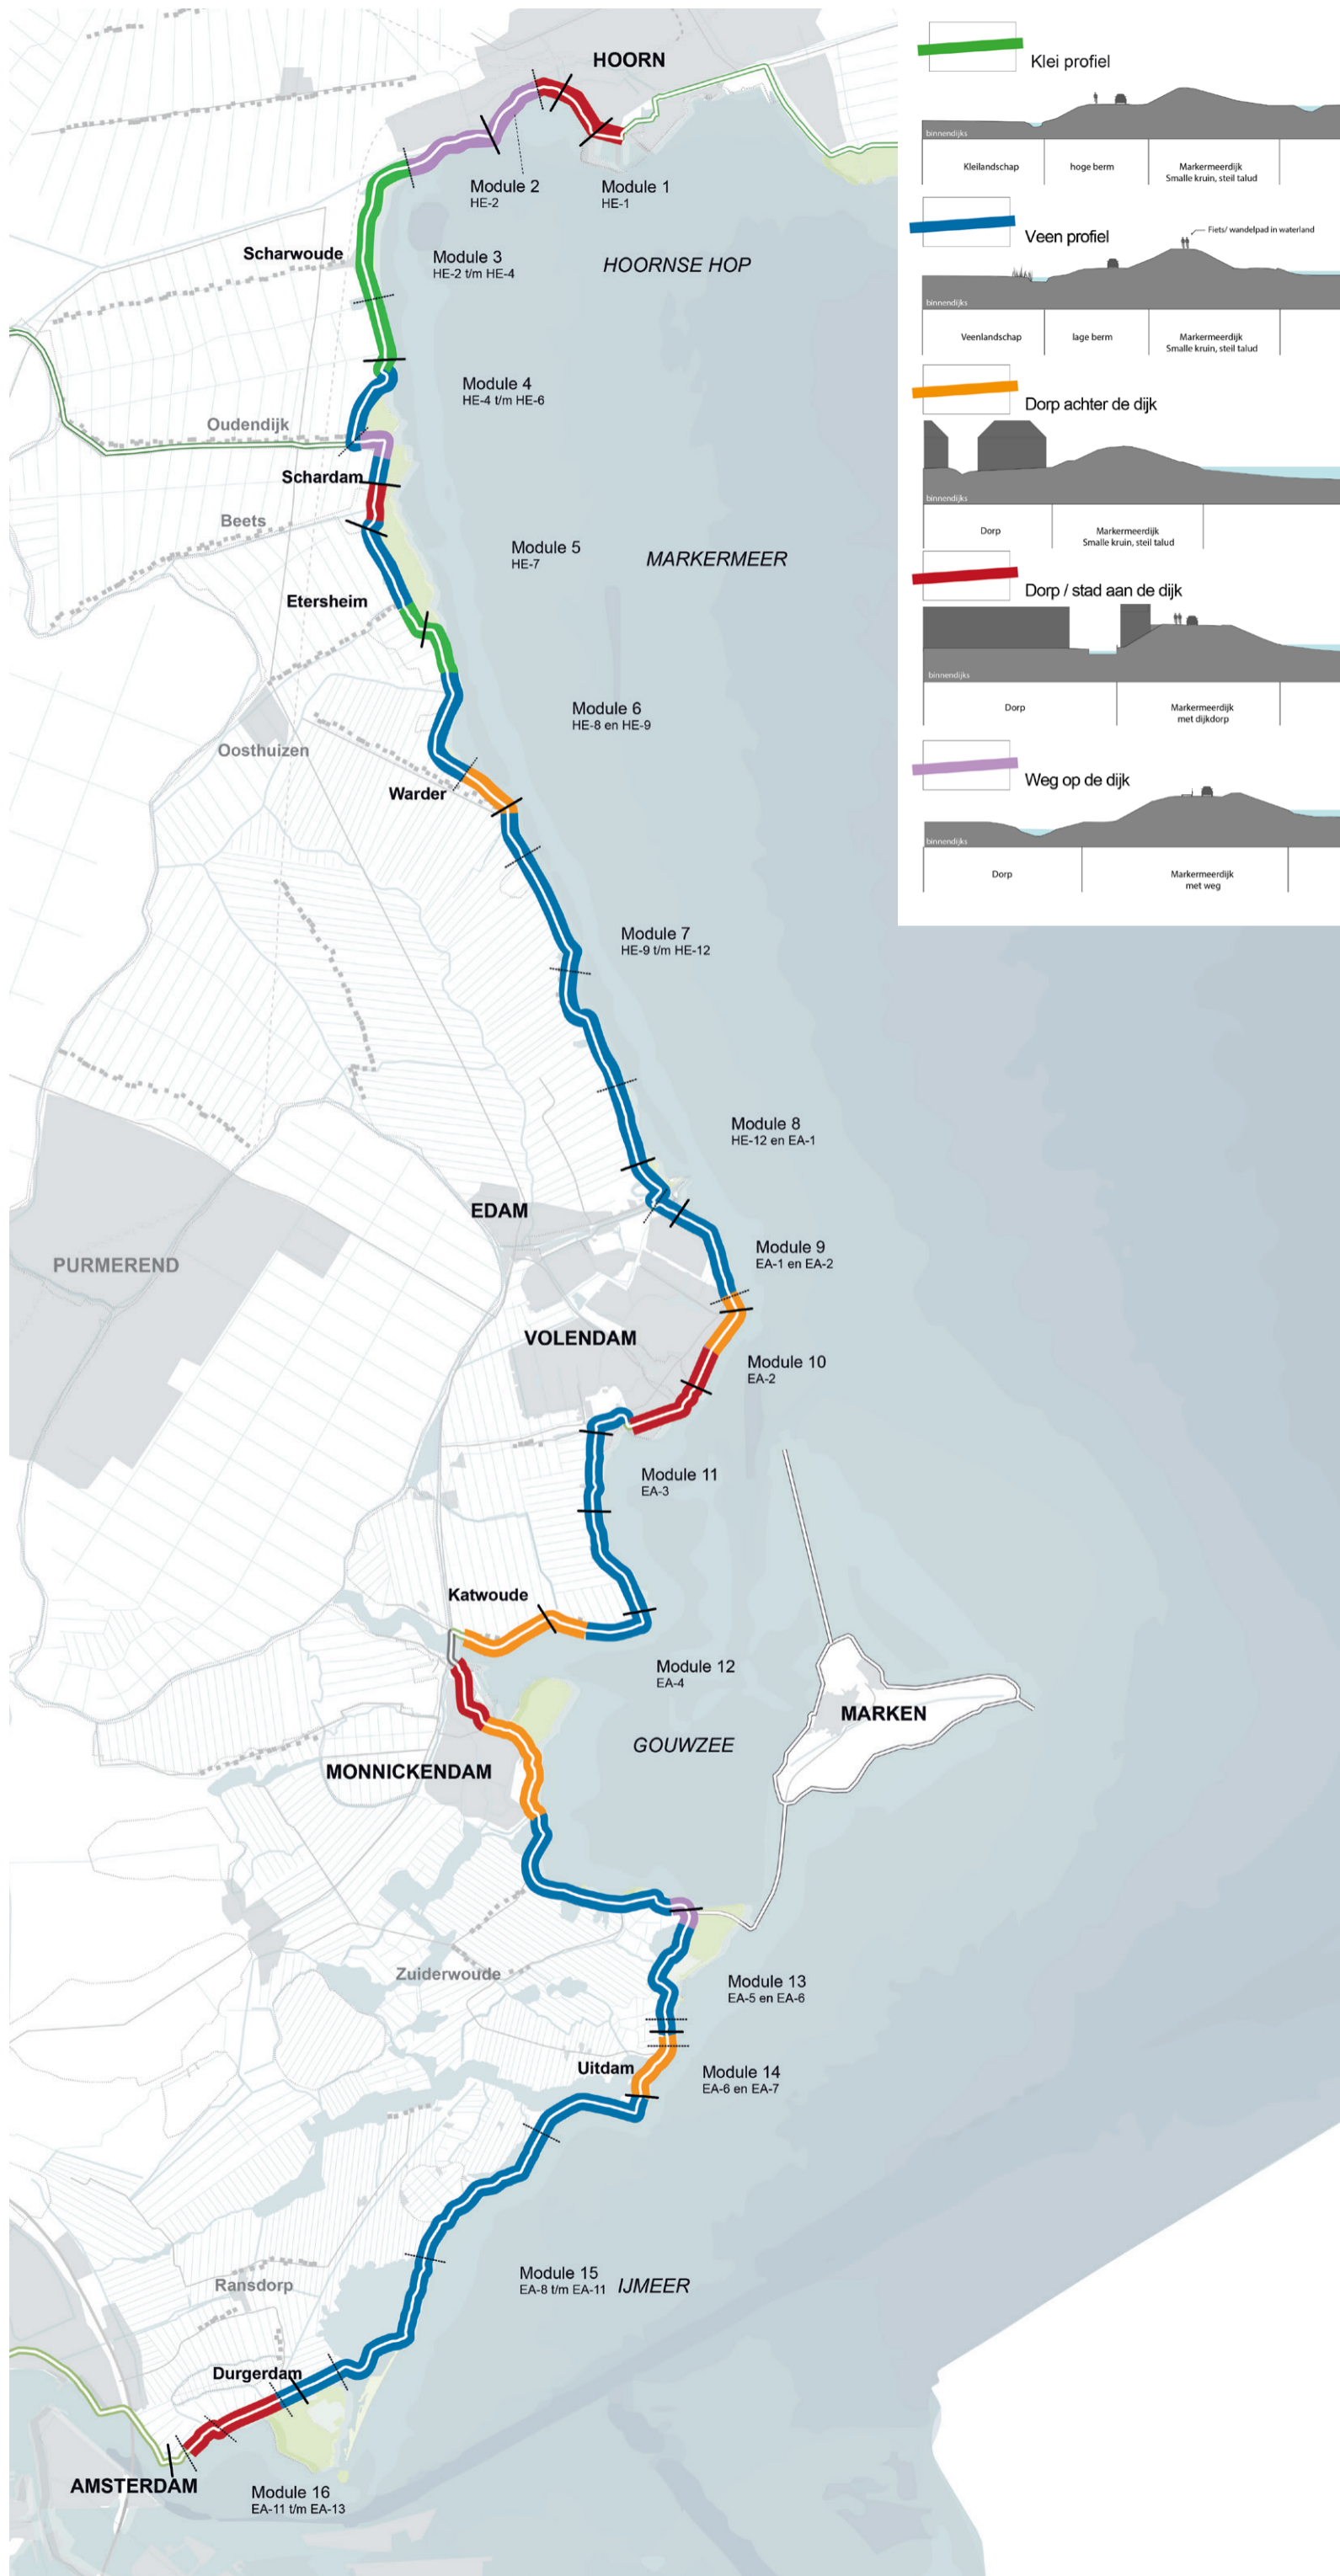 HOORN
Module 2
HE-2
Module 1
HE-1
Scharwoude
Module 3
HE-2 t/m HE-4
HOORNSE HOP
Module 4
HE-4 t/m HE-6
Oudendijk
Schardam
Beets
Module 5
HE-7
MARKERMEER
Etersheim
Module 6
HE-8 en HE-9
Oosthuizen
Warder
Module 7
HE-9 t/m HE-12
Module 8
HE-12 en EA-1
EDAM
PURMEREND
Module 9
EA-1 en EA-2
VOLENDAM
Module 10
EA-2
Module 11
EA-3
Katwoude
Module 12
EA-4
MARKEN
GOUWZEE
MONNICKENDAM
Zuiderwoude
Module 13
EA-5 en EA-6
Uitdam
Module 14
EA-6 en EA-7
Ransdorp
Module 15
EA-8 t/m EA-11
IJMEER
Durgerdam
AMSTERDAM
Module 16
EA-11 t/m EA-13
Klei profiel
binnendijks
Kleilandschap
hoge berm
Markermeerdijk
Smalle kruin, steil talud
Veen profiel
Fiets/ wandelpad in waterland
binnendijks
Veenlandschap
lage berm
Markermeerdijk
Smalle kruin, steil talud
Dorp achter de dijk
binnendijks
Dorp
Markermeerdijk
Smalle kruin, steil talud
Dorp / stad aan de dijk
binnendijks
Dorp
Markermeerdijk
met dijkdorp
Weg op de dijk
binnendijks
Dorp
Markermeerdijk
met weg